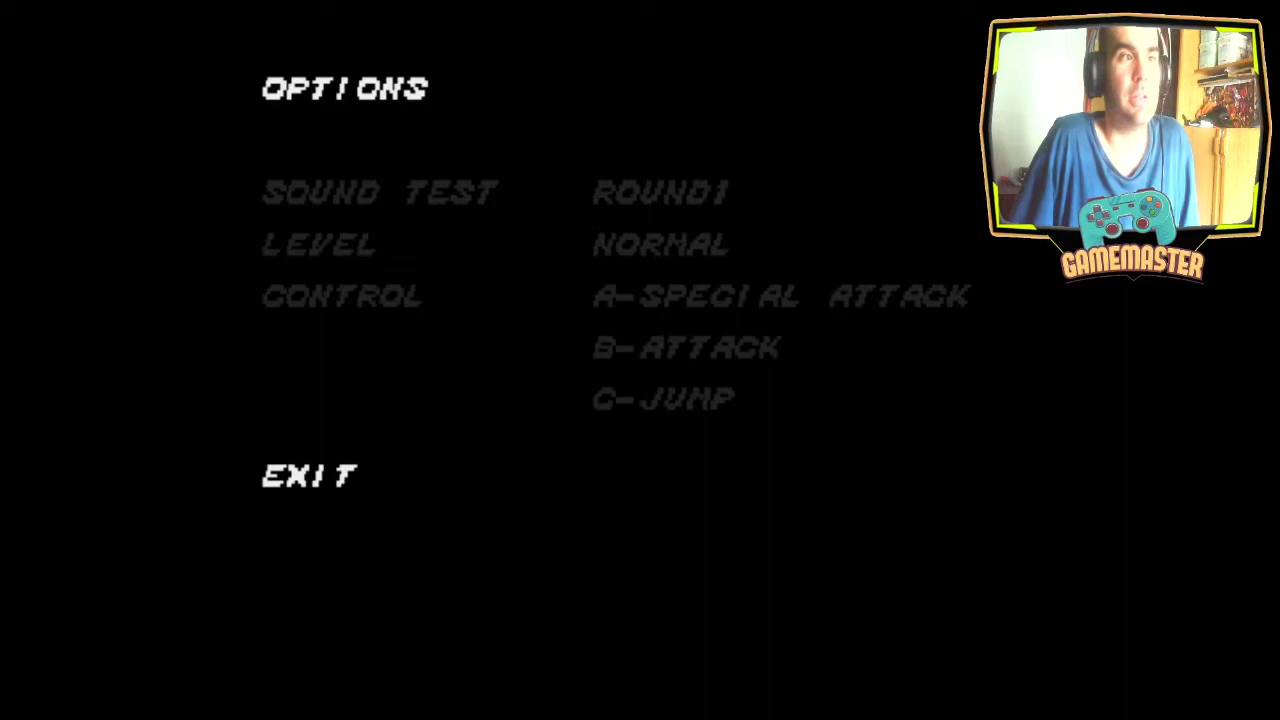 OPTIONS
SOUND TEST ROUND1
LEVEL NORMAL
CONTROL A-SPECIAL ATTACK
B-ATTACK
C-JUMP
EXIT
GAMEMASTER